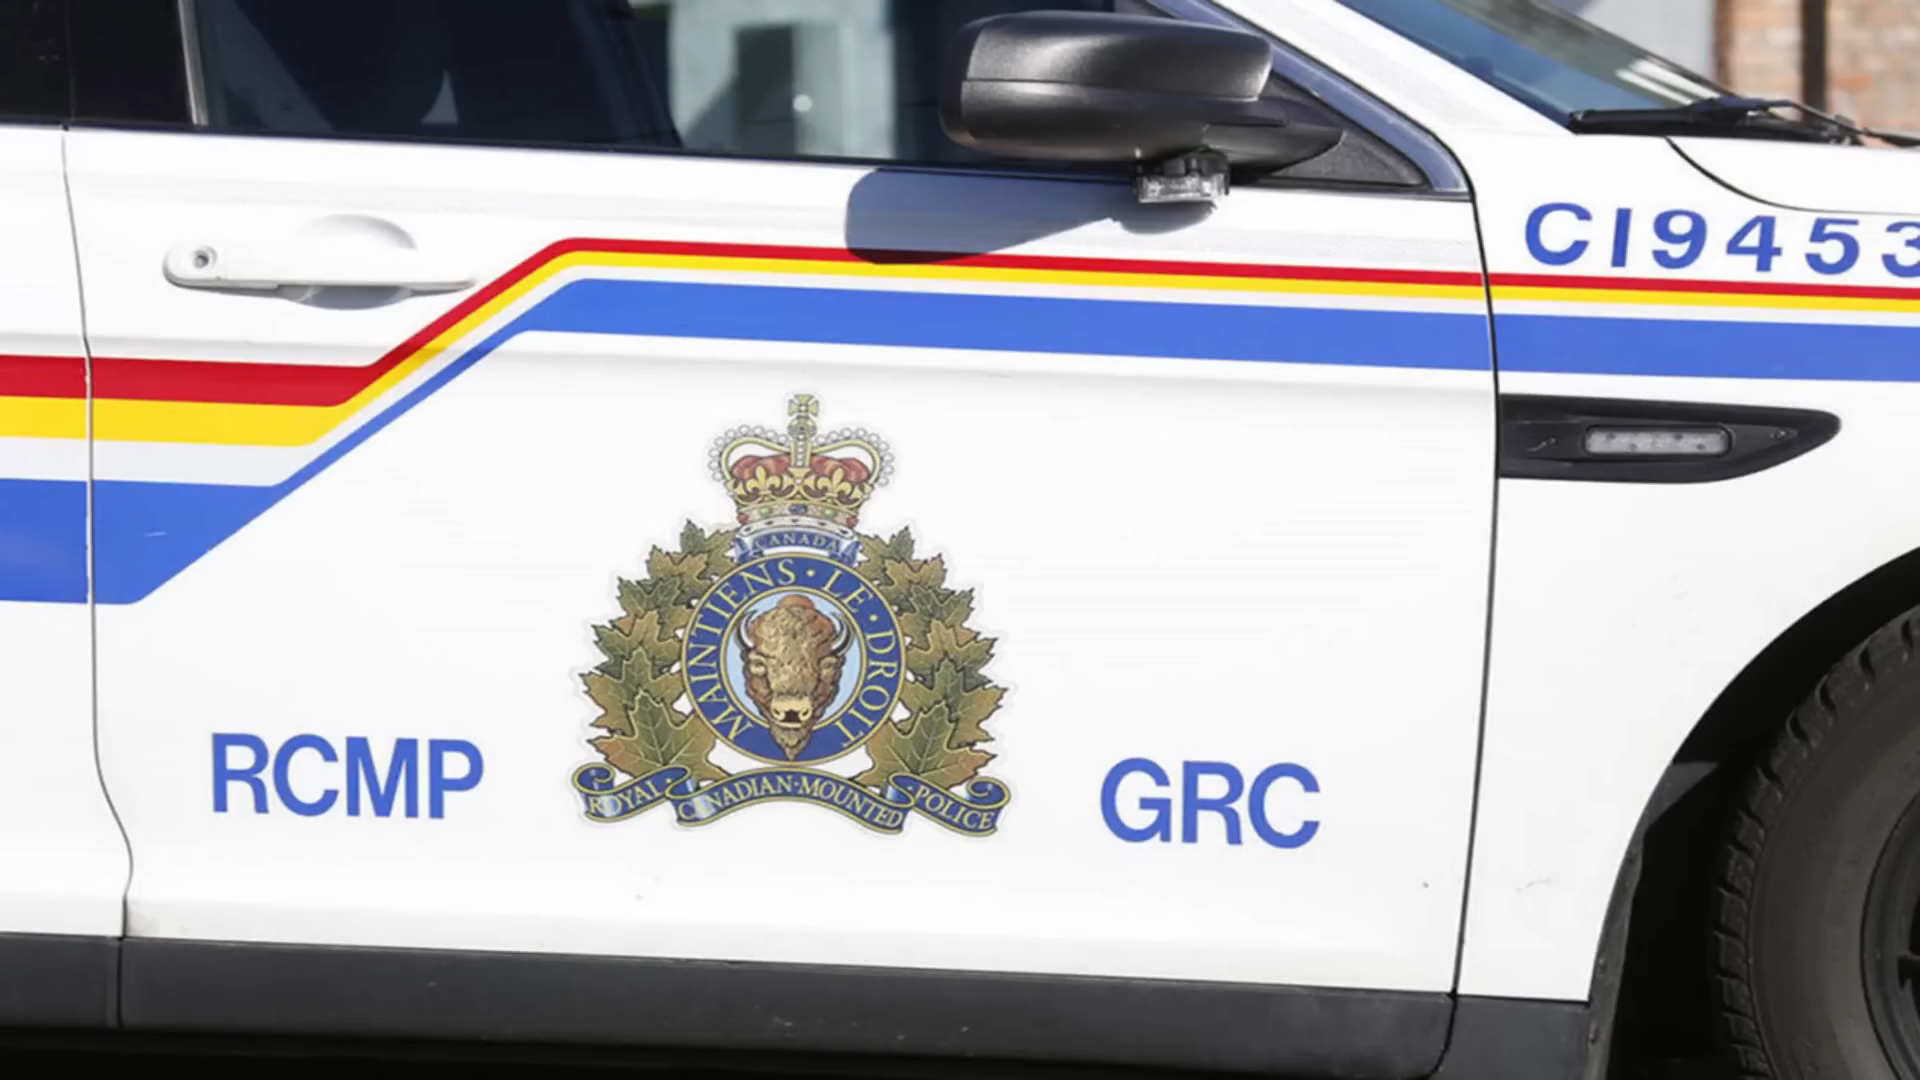 CI9453
CANADA
MAINTIENS·LE·DROIT
RCMP
ROYAL·CANADIAN·MOUNTED·POLICE
GRC